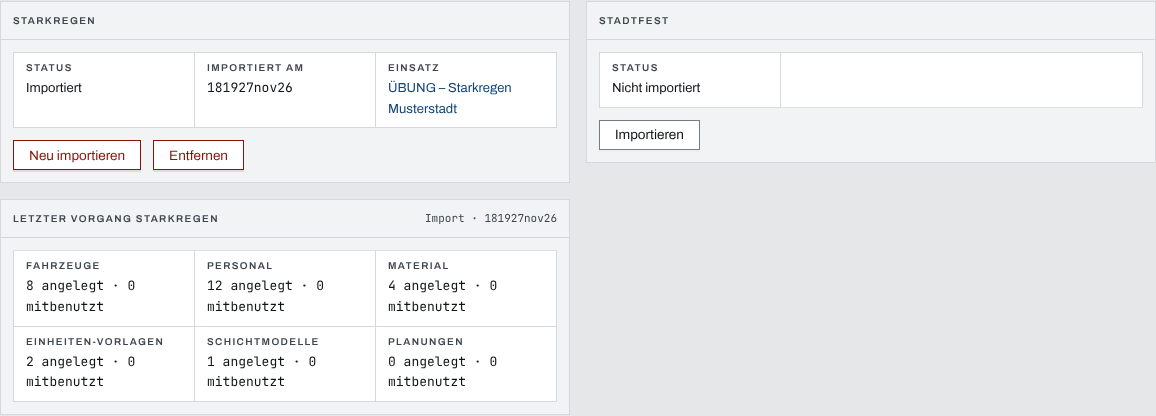 STARKREGEN
STATUS
Importiert
IMPORTIERT AM
181927nov26
EINSATZ
ÜBUNG – Starkregen
Musterstadt
Neu importieren
Entfernen
STADTFEST
STATUS
Nicht importiert
Importieren
LETZTER VORGANG STARKREGEN
Import · 181927nov26
FAHRZEUGE
8 angelegt · 0
mitbenutzt
PERSONAL
12 angelegt · 0
mitbenutzt
MATERIAL
4 angelegt · 0
mitbenutzt
EINHEITEN-VORLAGEN
2 angelegt · 0
mitbenutzt
SCHICHTMODELLE
1 angelegt · 0
mitbenutzt
PLANUNGEN
0 angelegt · 0
mitbenutzt